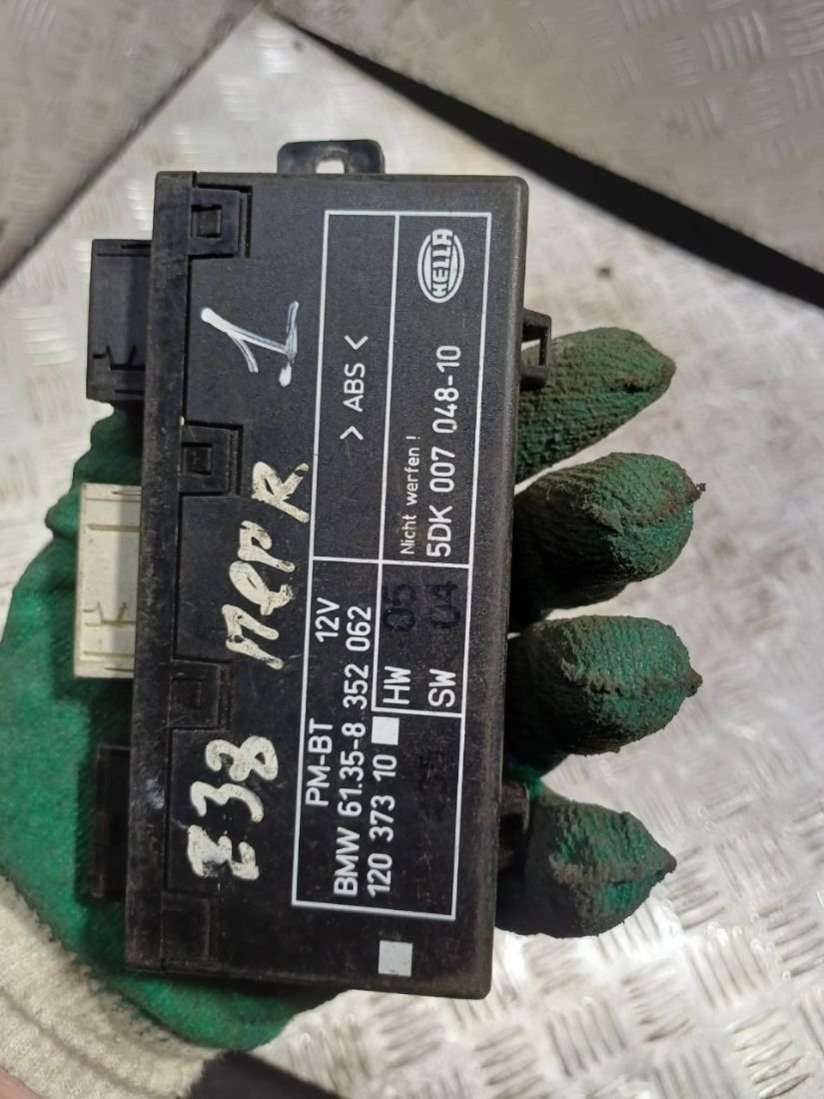 E38 пер R.
1
PM-BT 12V
BMW 61.35-8 352 062
120 373 10
HW 05
SW 04
> ABS <
Nicht werfen !
5DK 007 048-10
HELLA